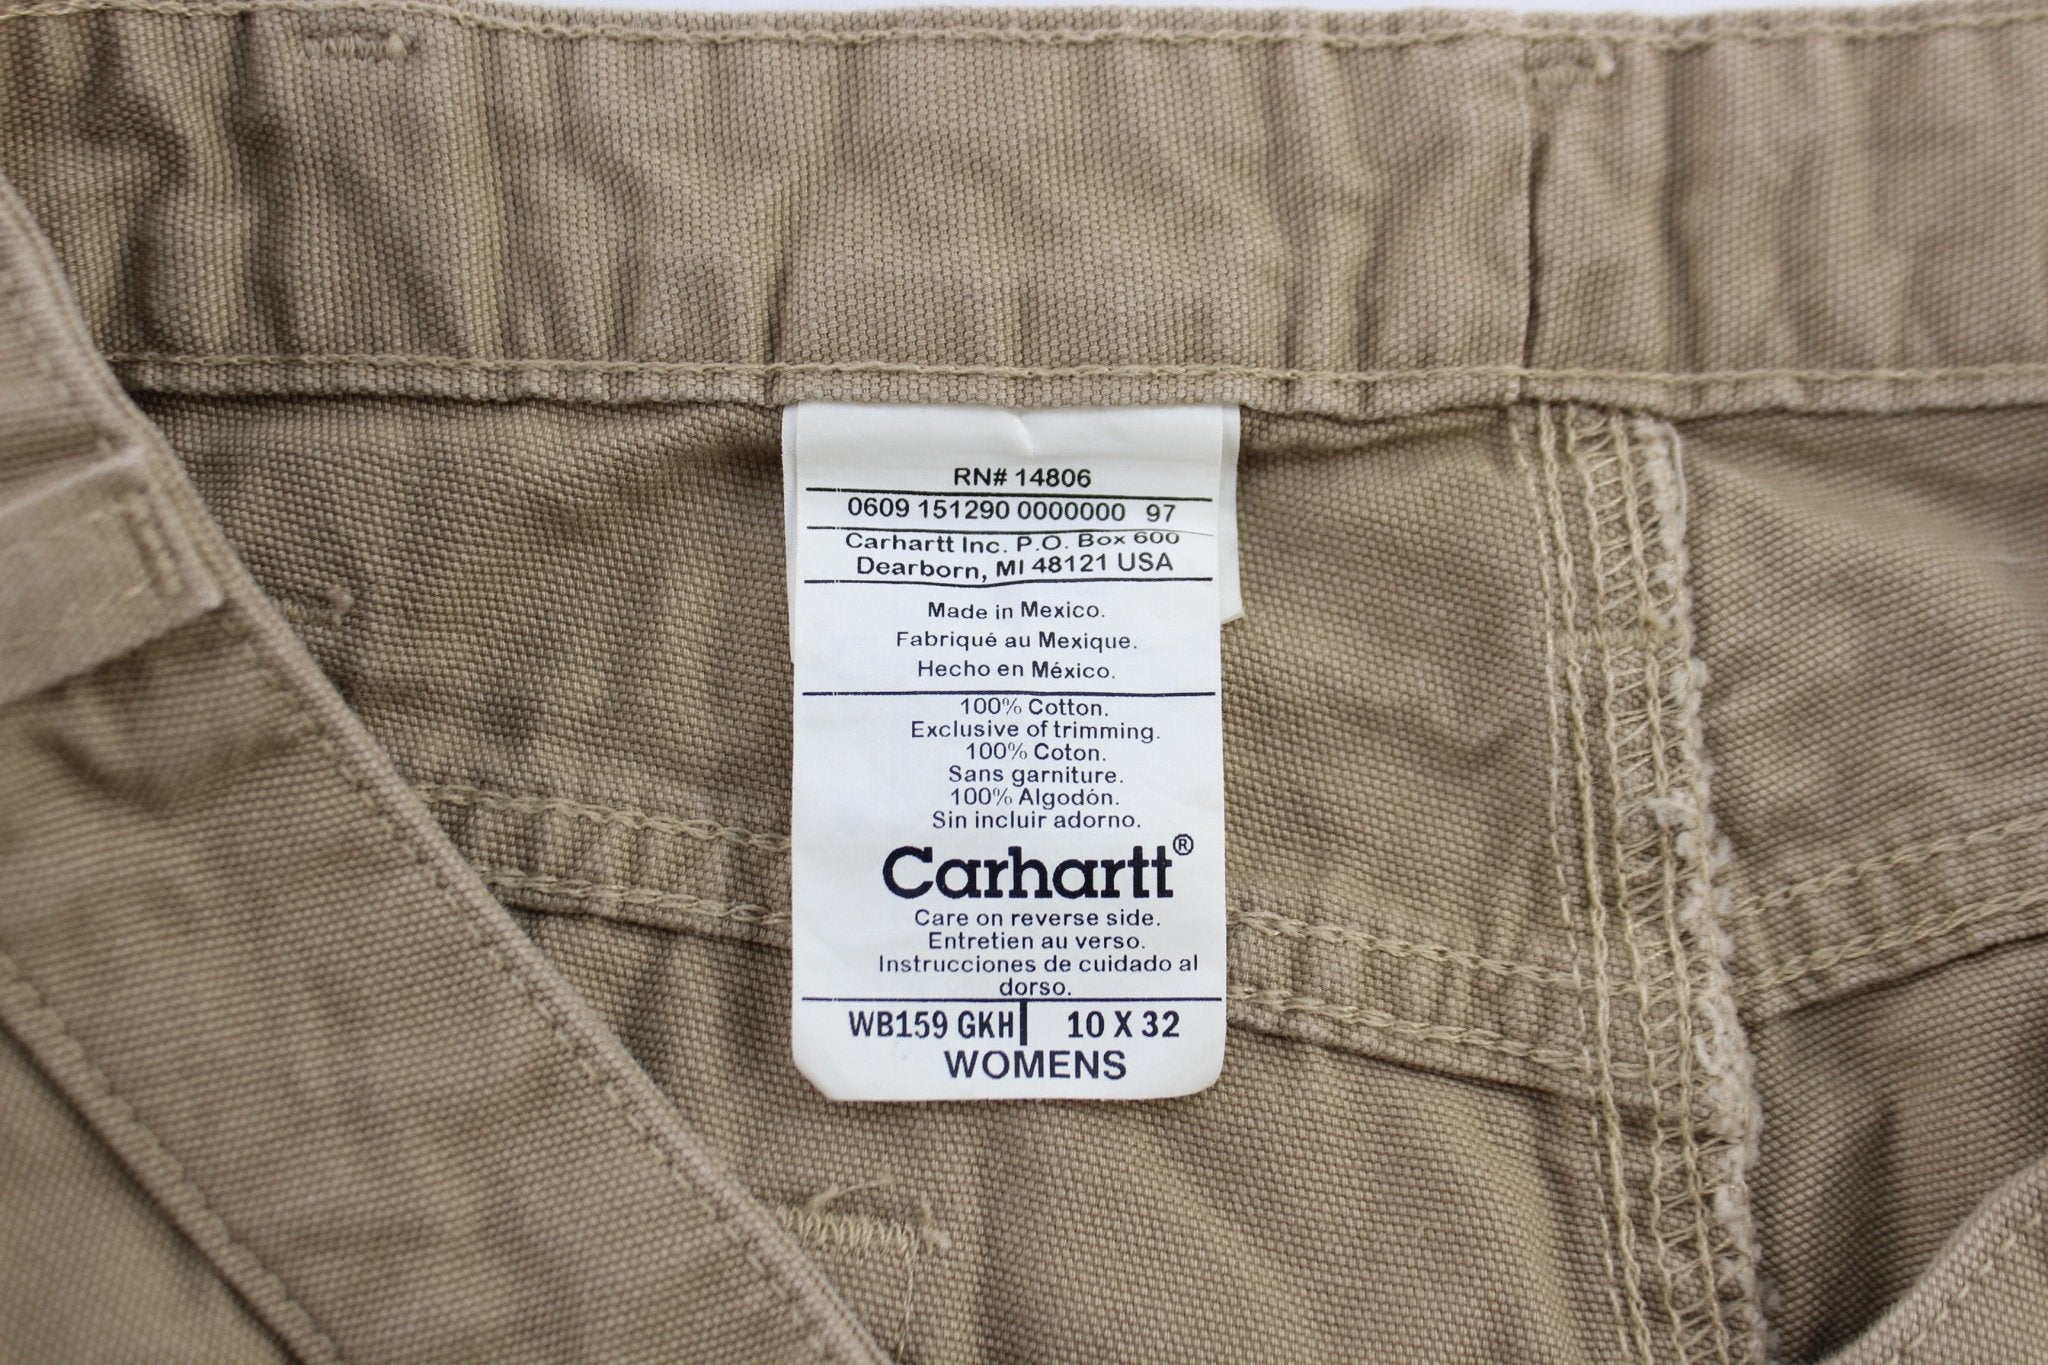 RN# 14806
0609 151290 0000000 97
Carhartt Inc. P.O. Box 600
Dearborn, MI 48121 USA
Made in Mexico.
Fabriqué au Mexique.
Hecho en México.
100% Cotton.
Exclusive of trimming.
100% Coton.
Sans garniture.
100% Algodón.
Sin incluir adorno.
Carhartt®
Care on reverse side.
Entretien au verso.
Instrucciones de cuidado al
dorso.
WB159 GKH | 10 X 32
WOMENS